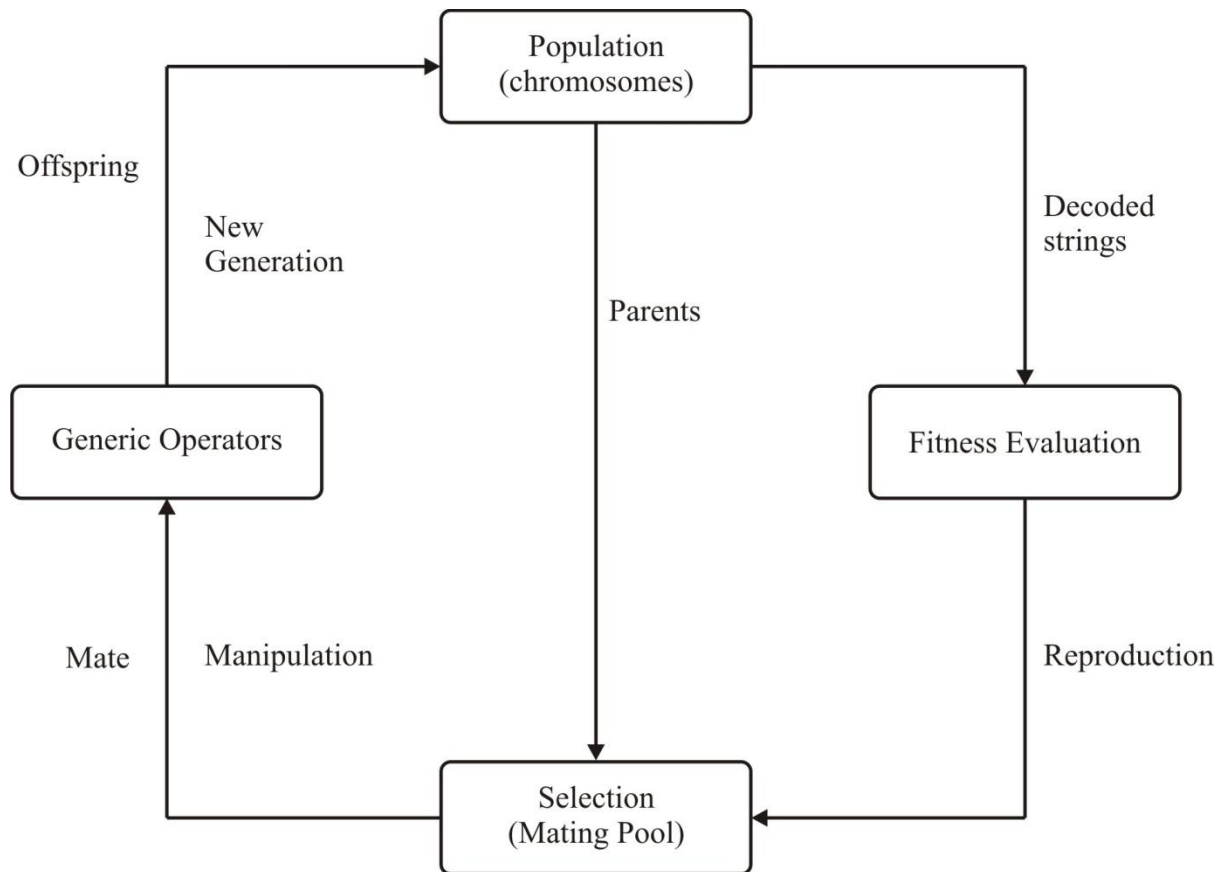 Population
(chromosomes)
Offspring
New
Generation
Decoded
strings
Parents
Generic Operators
Fitness Evaluation
Mate
Manipulation
Reproduction
Selection
(Mating Pool)